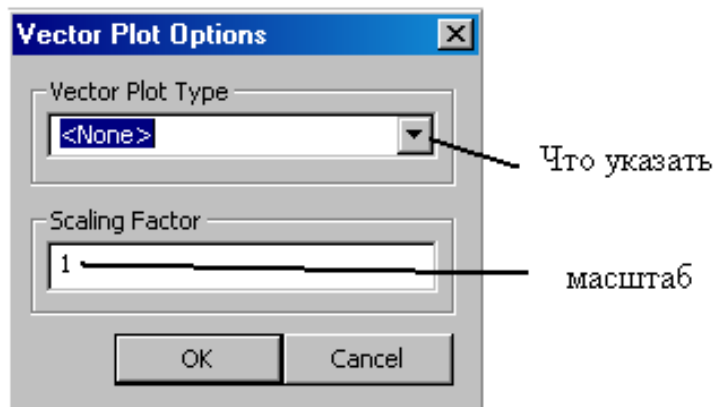 Vector Plot Options
Vector Plot Type
<None>
Что указать
Scaling Factor
1
масштаб
OK Cancel